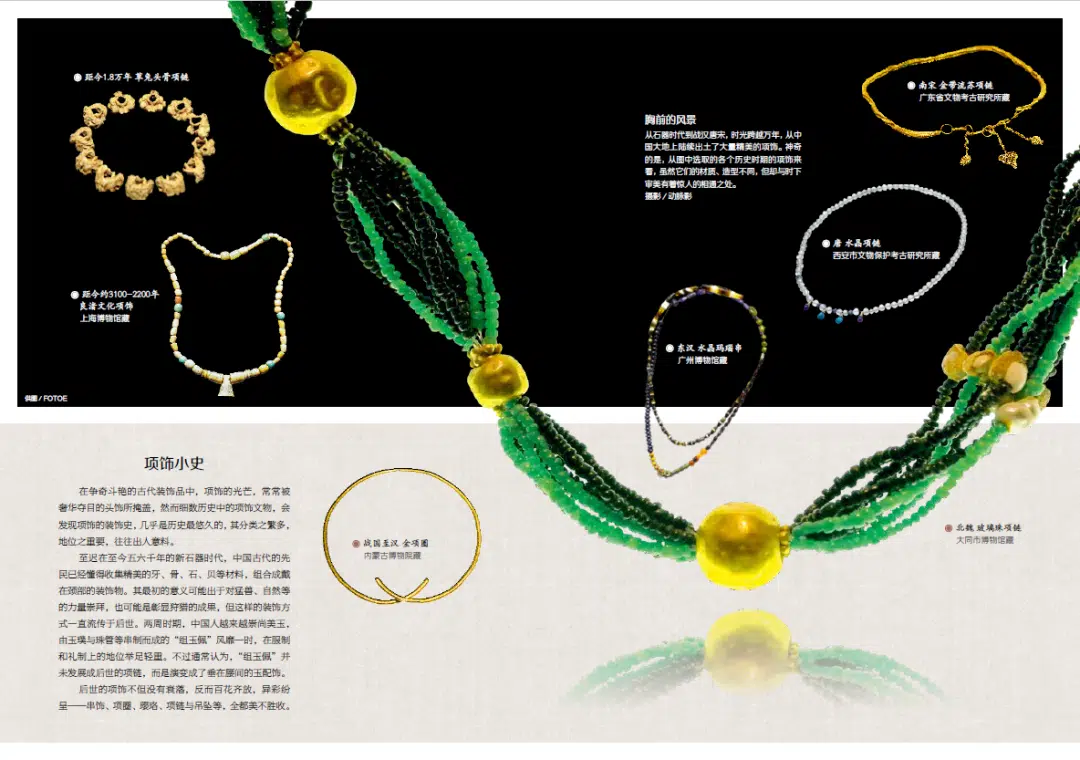 距今1.8万年 草兔头骨项链
南宋 金带流苏项链
广东省文物考古研究所藏
胸前的风景
从石器时代到战汉唐宋，时光跨越万年，从中
国大地上陆续出土了大量精美的项饰。神奇
的是，从图中选取的各个历史时期的项饰来
看，虽然它们的材质、造型不同，但却与时下
审美有着惊人的相通之处。
摄影/动脉影
唐 水晶项链
西安市文物保护考古研究所藏
距今约3100-2200年
良渚文化项饰
上海博物馆藏
东汉 水晶玛瑙串
广州博物馆藏
供图/FOTOE
项饰小史
在争奇斗艳的古代装饰品中，项饰的光芒，常常被
奢华夺目的头饰所掩盖，然而细数历史中的项饰文物，会
发现项饰的装饰史，几乎是历史最悠久的，其分类之繁多，
地位之重要，往往出人意料。
至迟在至今五六千年的新石器时代，中国古代的先
民已经懂得收集精美的牙、骨、石、贝等材料，组合成戴
在颈部的装饰物。其最初的意义可能出于对猛兽、自然等
的力量崇拜，也可能是彰显狩猎的成果，但这样的装饰方
式一直流传于后世。两周时期，中国人越来越崇尚美玉，
由玉璜与珠管等串制而成的“组玉佩”风靡一时，在服制
和礼制上的地位举足轻重。不过通常认为，“组玉佩”并
未发展成后世的项链，而是演变成了垂在腰间的玉配饰。
后世的项饰不但没有衰落，反而百花齐放，异彩纷
呈——串饰、项圈、璎珞、项链与吊坠等，全都美不胜收。
战国至汉 金项圈
内蒙古博物院藏
北魏 玻璃珠项链
大同市博物馆藏